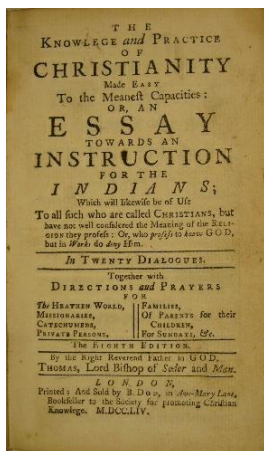 THE
KNOWLEGE and PRACTICE
OF
CHRISTIANITY
Made EASY
To the Meanest Capacities:
OR, AN
ESSAY
TOWARDS AN
INSTRUCTION
FOR THE
INDIANS;
Which will likewise be of Use
To all such who are called CHRISTIANS, but
have not well considered the Meaning of the RELI-
GION they profess: Or, who profess to know GOD,
but in Works do deny Him.
In TWENTY DIALOGUES.
Together with
DIRECTIONS and PRAYERS
FOR
The HEATHEN WORLD,
MISSIONARIES,
CATECHUMENS,
PRIVATE PERSONS,
FAMILIES,
Of PARENTS for their
CHILDREN,
For SUNDAYS, &c.
The EIGHTH EDITION.
By the Right Reverend Father in GOD,
THOMAS, Lord Bishop of Sodor and Man.
LONDON,
Printed: And Sold by B. DOD, in Ave-Mary Lane,
Bookseller to the Society for promoting Christian
Knowlege. M.DCC.LIV.